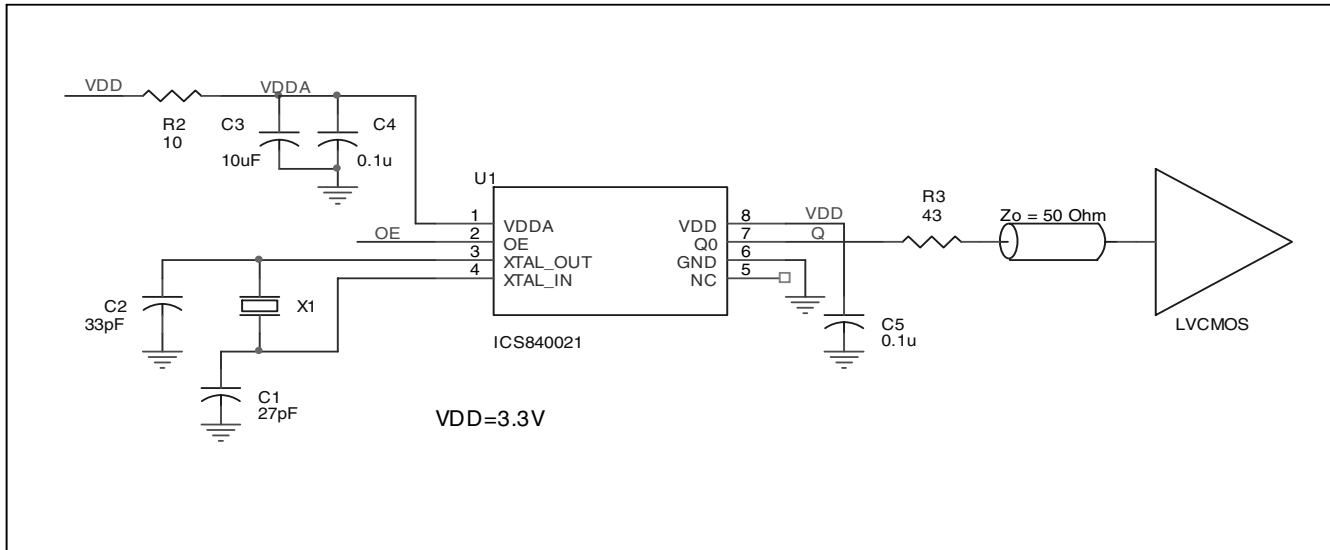 VDD
VDDA
R2
10
C3
10uF
C4
0.1u
U1
1
VDDA
2
OE
OE
3
XTAL_OUT
4
XTAL_IN
VDD
8
VDD
Q0
7
Q
GND
6
NC
5
ICS840021
R3
43
Zo = 50 Ohm
LVCMOS
C2
33pF
X1
C1
27pF
C5
0.1u
VDD=3.3V